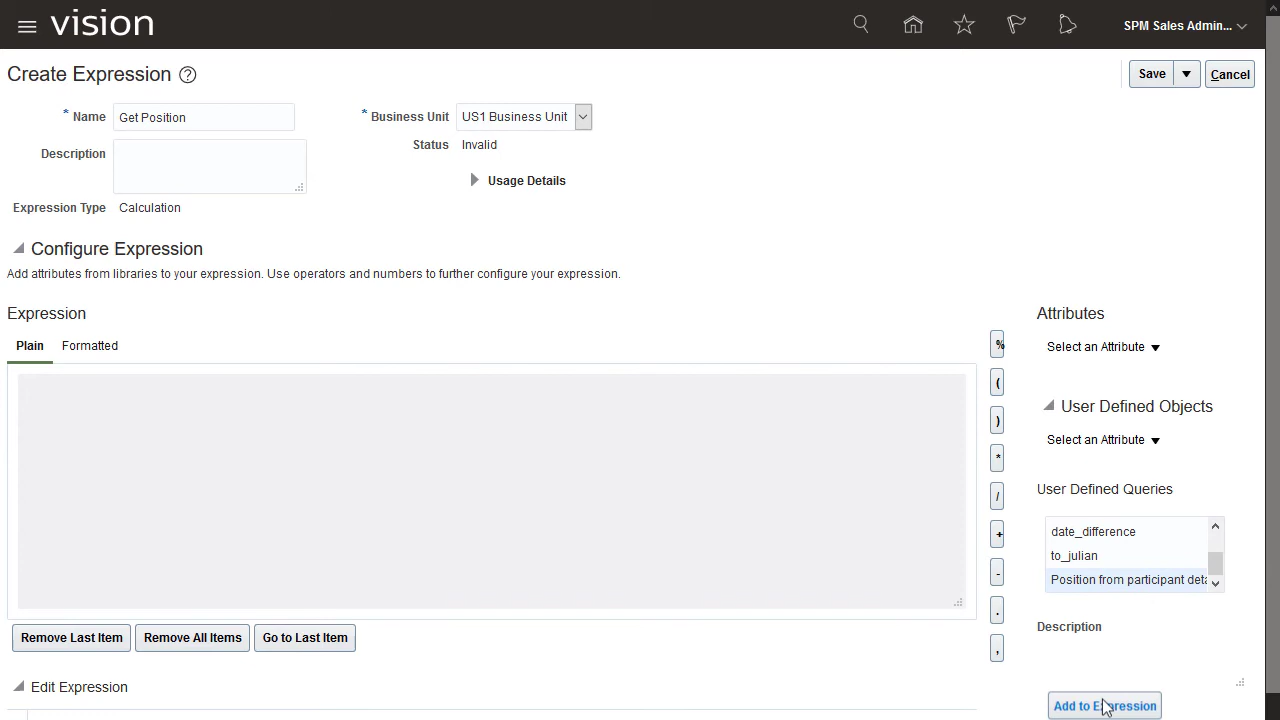 vision
SPM Sales Admin...
Create Expression ?
Save
Cancel
* Name Get Position
* Business Unit US1 Business Unit
Description
Status Invalid
Usage Details
Expression Type Calculation
Configure Expression
Add attributes from libraries to your expression. Use operators and numbers to further configure your expression.
Expression
Plain Formatted
%
(
)
*
/
+
-
.
,
Attributes
Select an Attribute
User Defined Objects
Select an Attribute
User Defined Queries
date_difference
to_julian
Position from participant deta
Description
Add to Expression
Remove Last Item Remove All Items Go to Last Item
Edit Expression